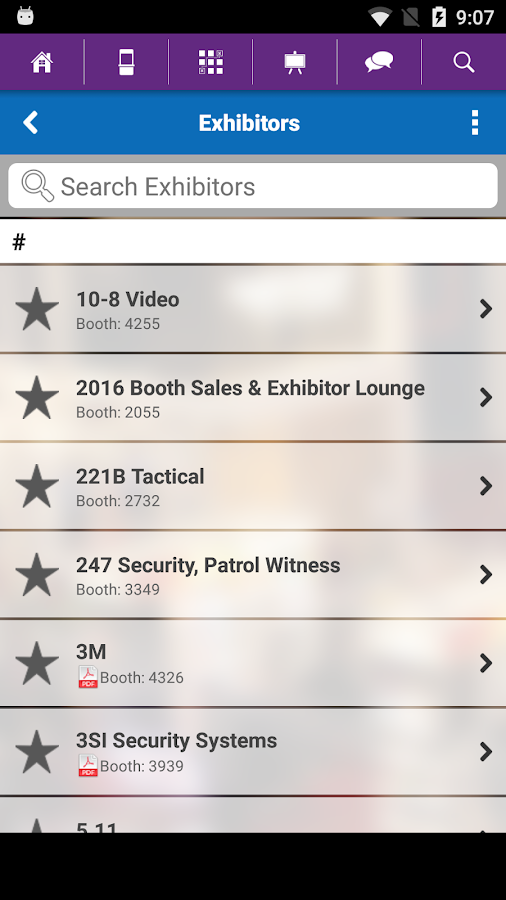 9:07
Exhibitors
Search Exhibitors
#
10-8 Video
Booth: 4255
2016 Booth Sales & Exhibitor Lounge
Booth: 2055
221B Tactical
Booth: 2732
247 Security, Patrol Witness
Booth: 3349
3M
PDF Booth: 4326
3SI Security Systems
PDF Booth: 3939
5.11